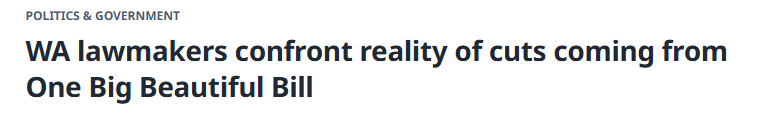 POLITICS & GOVERNMENT
WA lawmakers confront reality of cuts coming from
One Big Beautiful Bill